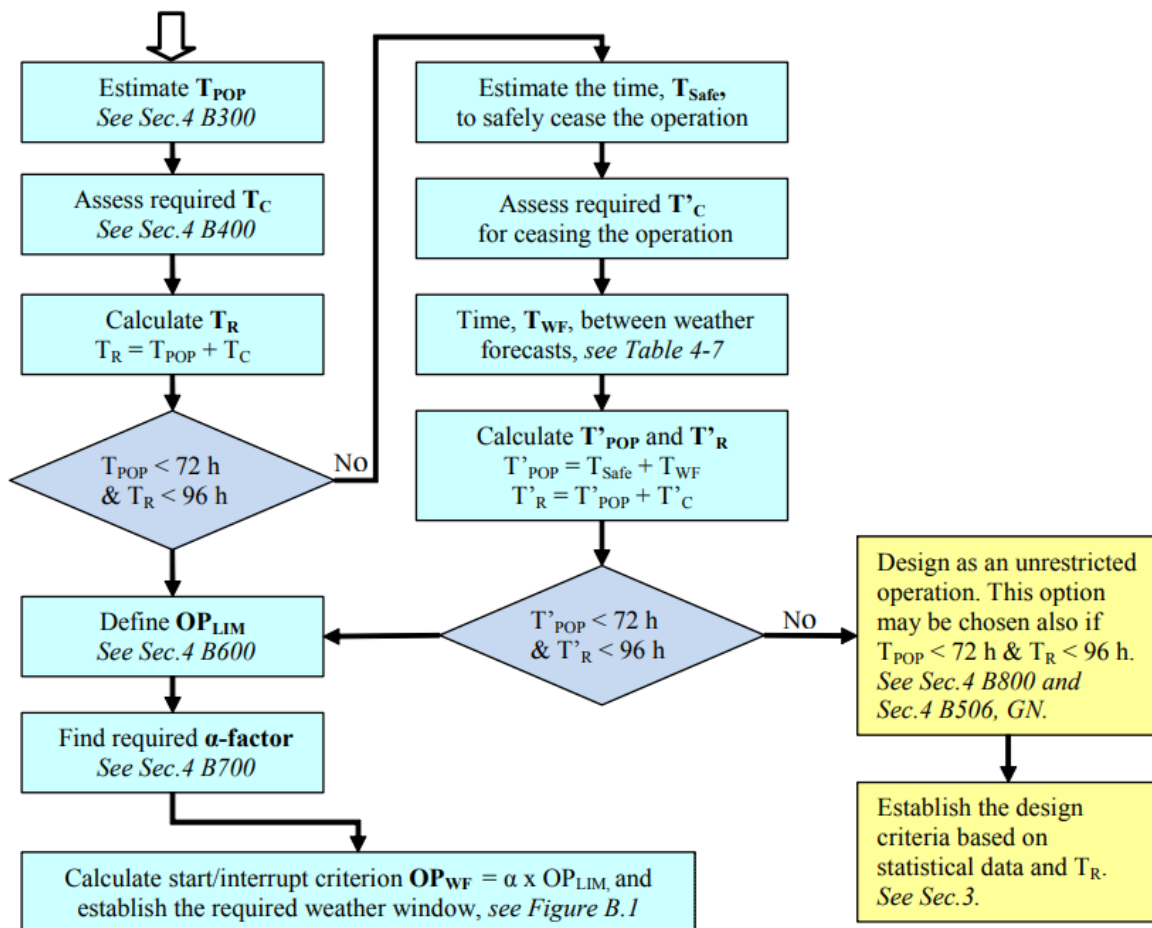 Estimate T_POP
See Sec.4 B300
Assess required T_C
See Sec.4 B400
Calculate T_R
T_R = T_POP + T_C
T_POP < 72 h
& T_R < 96 h
No
Define OP_LIM
See Sec.4 B600
Find required α-factor
See Sec.4 B700
Calculate start/interrupt criterion OP_WF = α x OP_LIM, and
establish the required weather window, see Figure B.1
Estimate the time, T_Safe,
to safely cease the operation
Assess required T’_C
for ceasing the operation
Time, T_WF, between weather
forecasts, see Table 4-7
Calculate T’_POP and T’_R
T’_POP = T_Safe + T_WF
T’_R = T’_POP + T’_C
T’_POP < 72 h
& T’_R < 96 h
No
Design as an unrestricted
operation. This option
may be chosen also if
T_POP < 72 h & T_R < 96 h.
See Sec.4 B800 and
Sec.4 B506, GN.
Establish the design
criteria based on
statistical data and T_R.
See Sec.3.